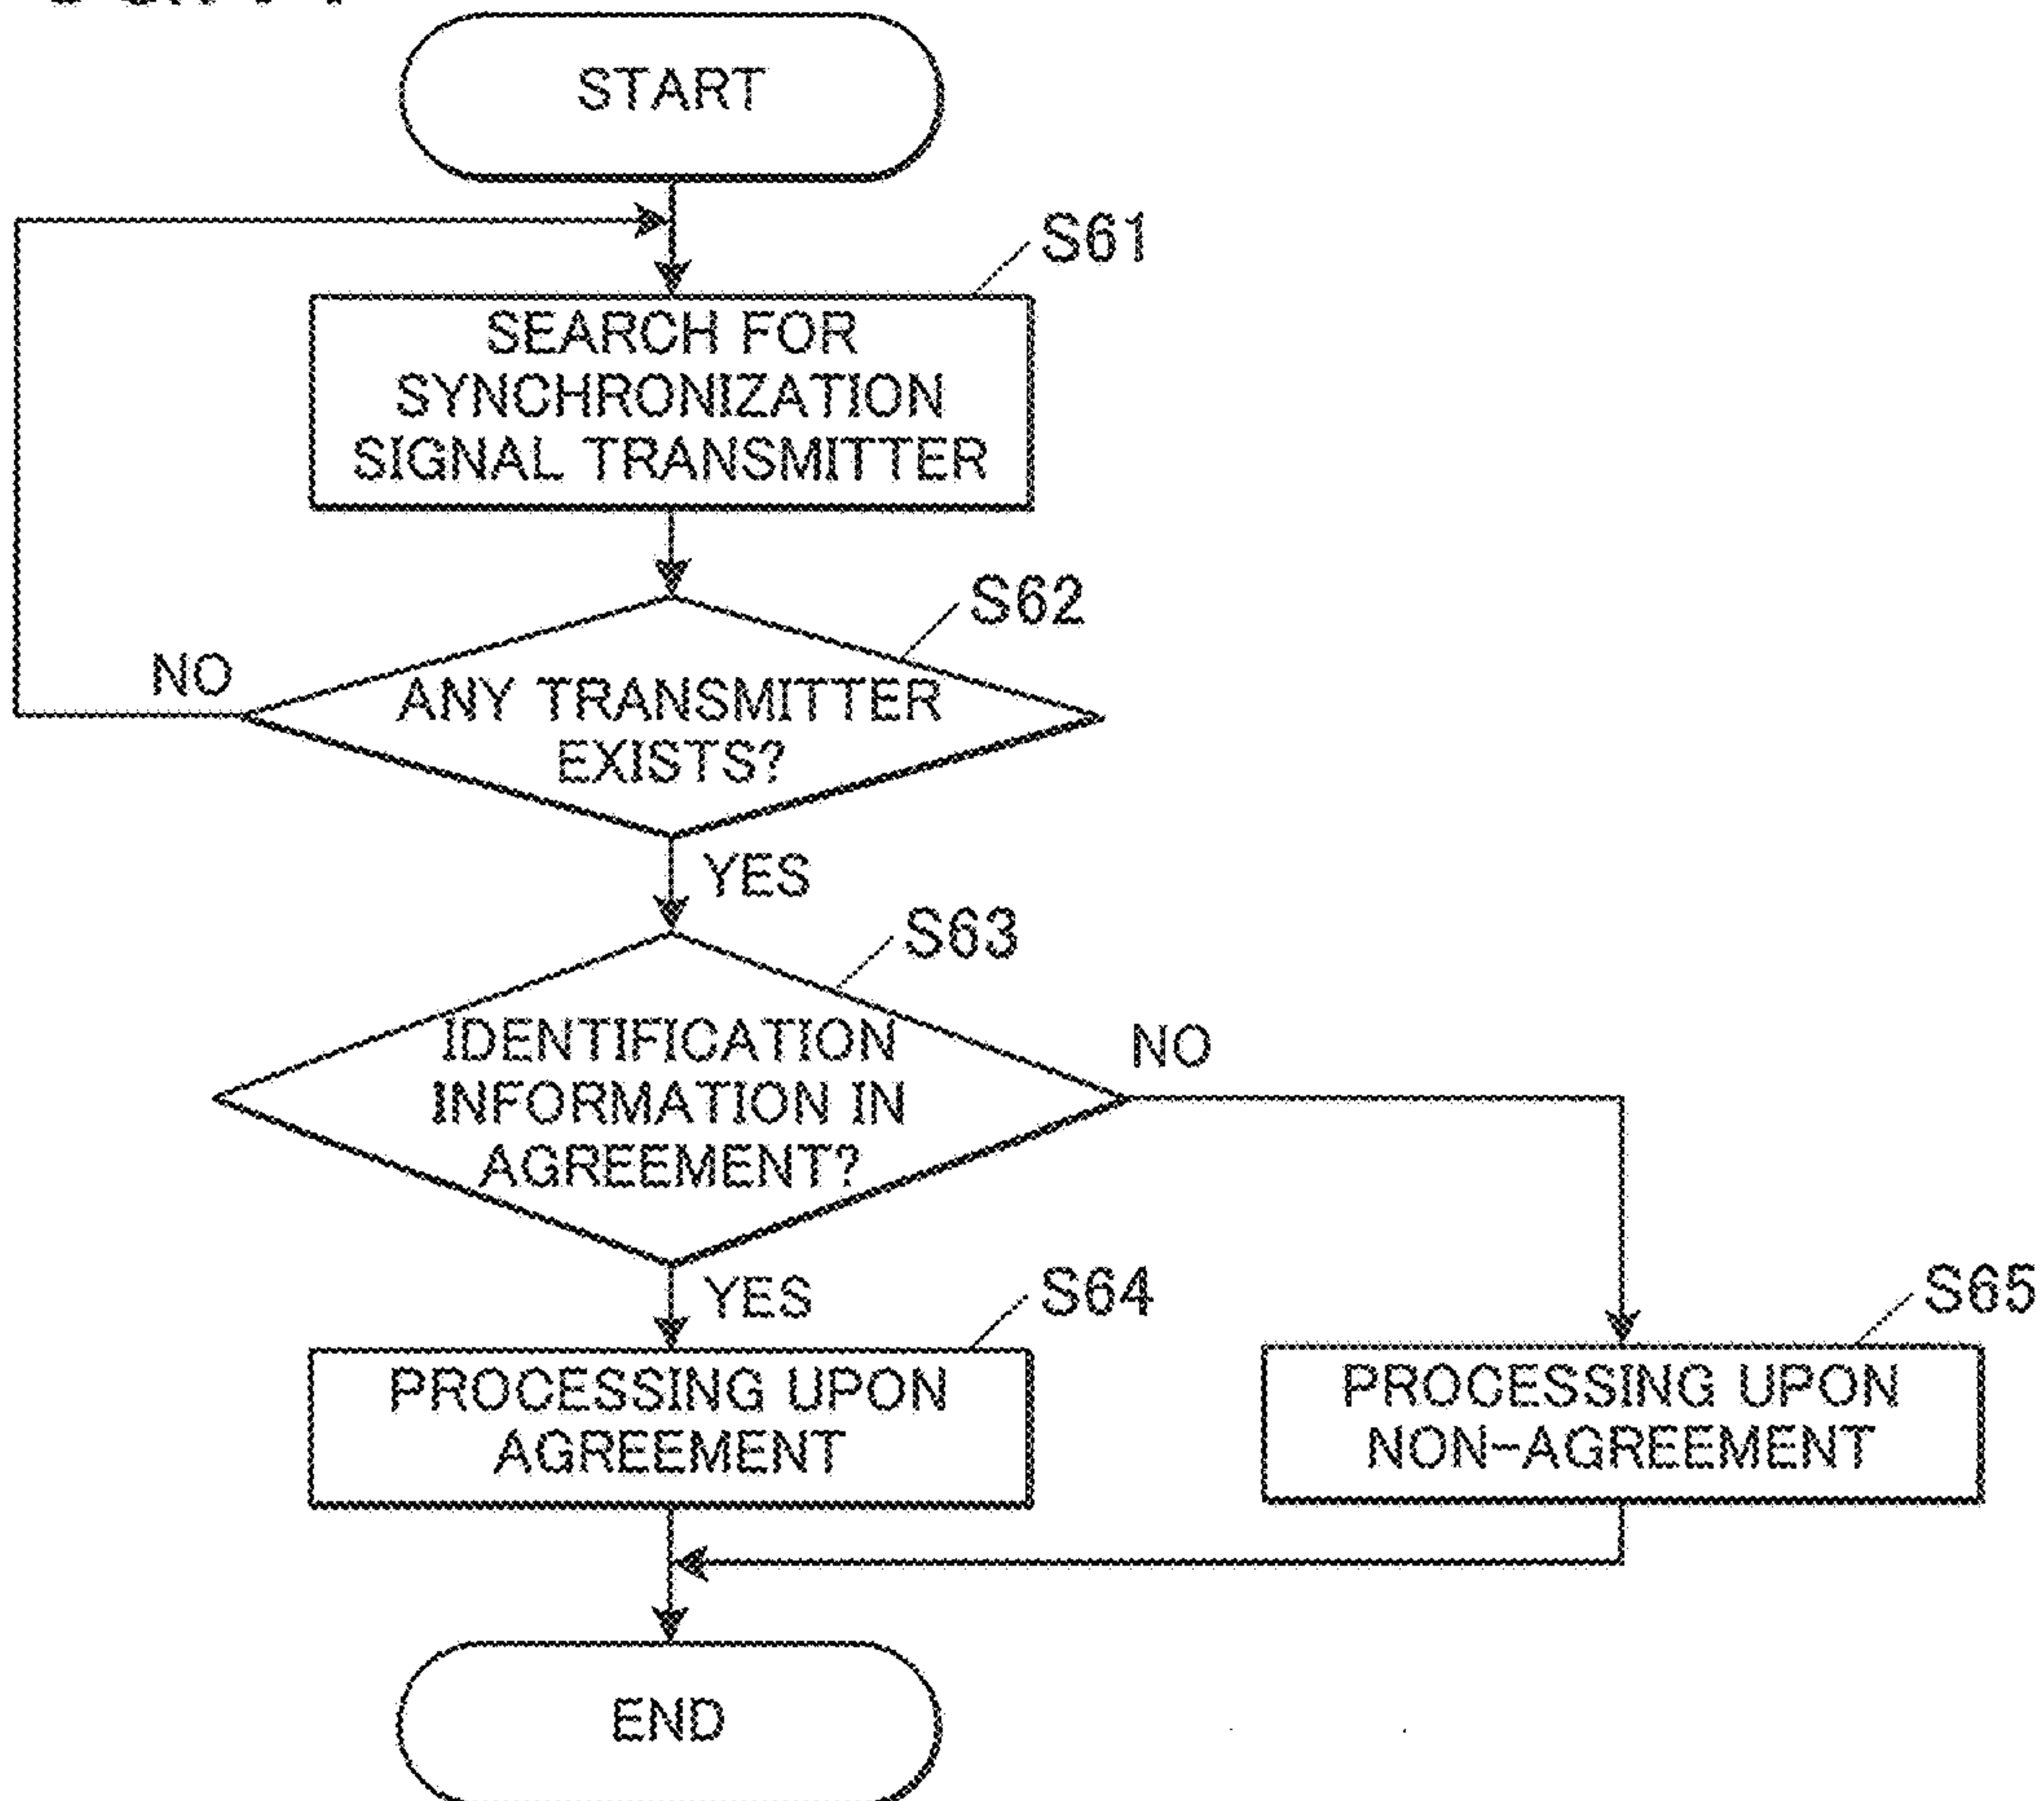 START
S61
SEARCH FOR
SYNCHRONIZATION
SIGNAL TRANSMITTER
S62
NO
ANY TRANSMITTER
EXISTS?
YES
S63
IDENTIFICATION
INFORMATION IN
AGREEMENT?
NO
YES
S64
S65
PROCESSING UPON
AGREEMENT
PROCESSING UPON
NON-AGREEMENT
END